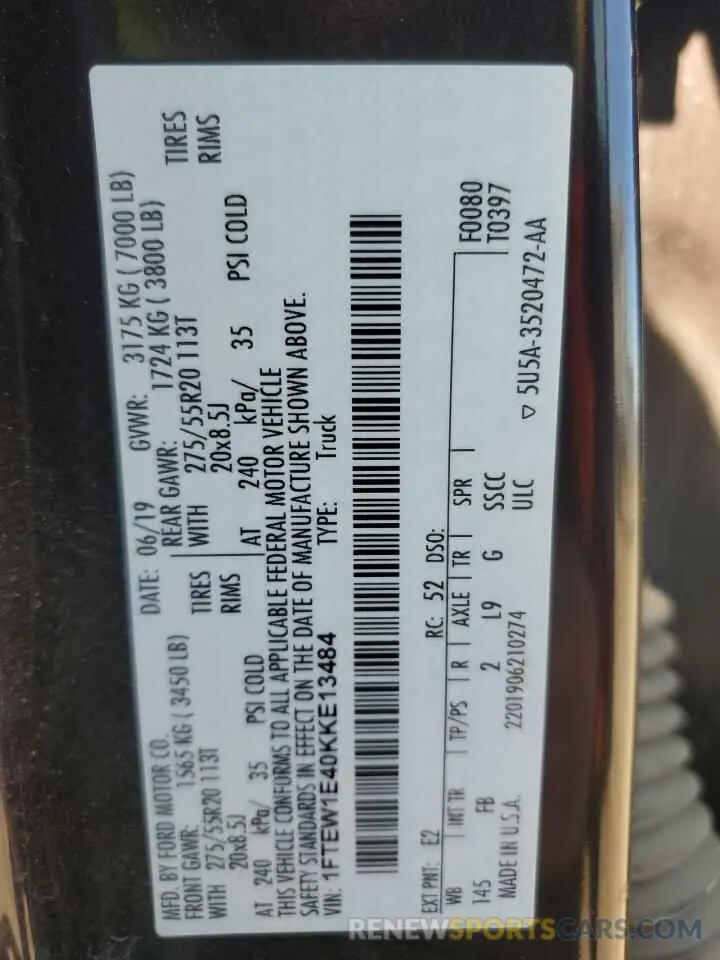 MFD. BY FORD MOTOR CO.
DATE: 06/19 GVWR: 3175 KG ( 7000 LB)
FRONT GAWR: 1565 KG ( 3450 LB)
REAR GAWR: 1724 KG ( 3800 LB)
WITH 275/55R20 113T TIRES
WITH 275/55R20 113T TIRES
20x8.5J RIMS
20x8.5J RIMS
AT 240 kPa/ 35 PSI COLD
AT 240 kPa/ 35 PSI COLD
THIS VEHICLE CONFORMS TO ALL APPLICABLE FEDERAL MOTOR VEHICLE
SAFETY STANDARDS IN EFFECT ON THE DATE OF MANUFACTURE SHOWN ABOVE.
VIN: 1FTEW1E40KKE13484 TYPE: Truck
EXT PNT: E2 RC: 52 DSO: F0080
WB INT TR TP/PS R AXLE TR SPR T0397
145 FB 2 L9 G SSCC
MADE IN U.S.A. 2201906210274 ULC ▽ 5U5A-3520472-AA
RENEWSPORTSCARS.COM